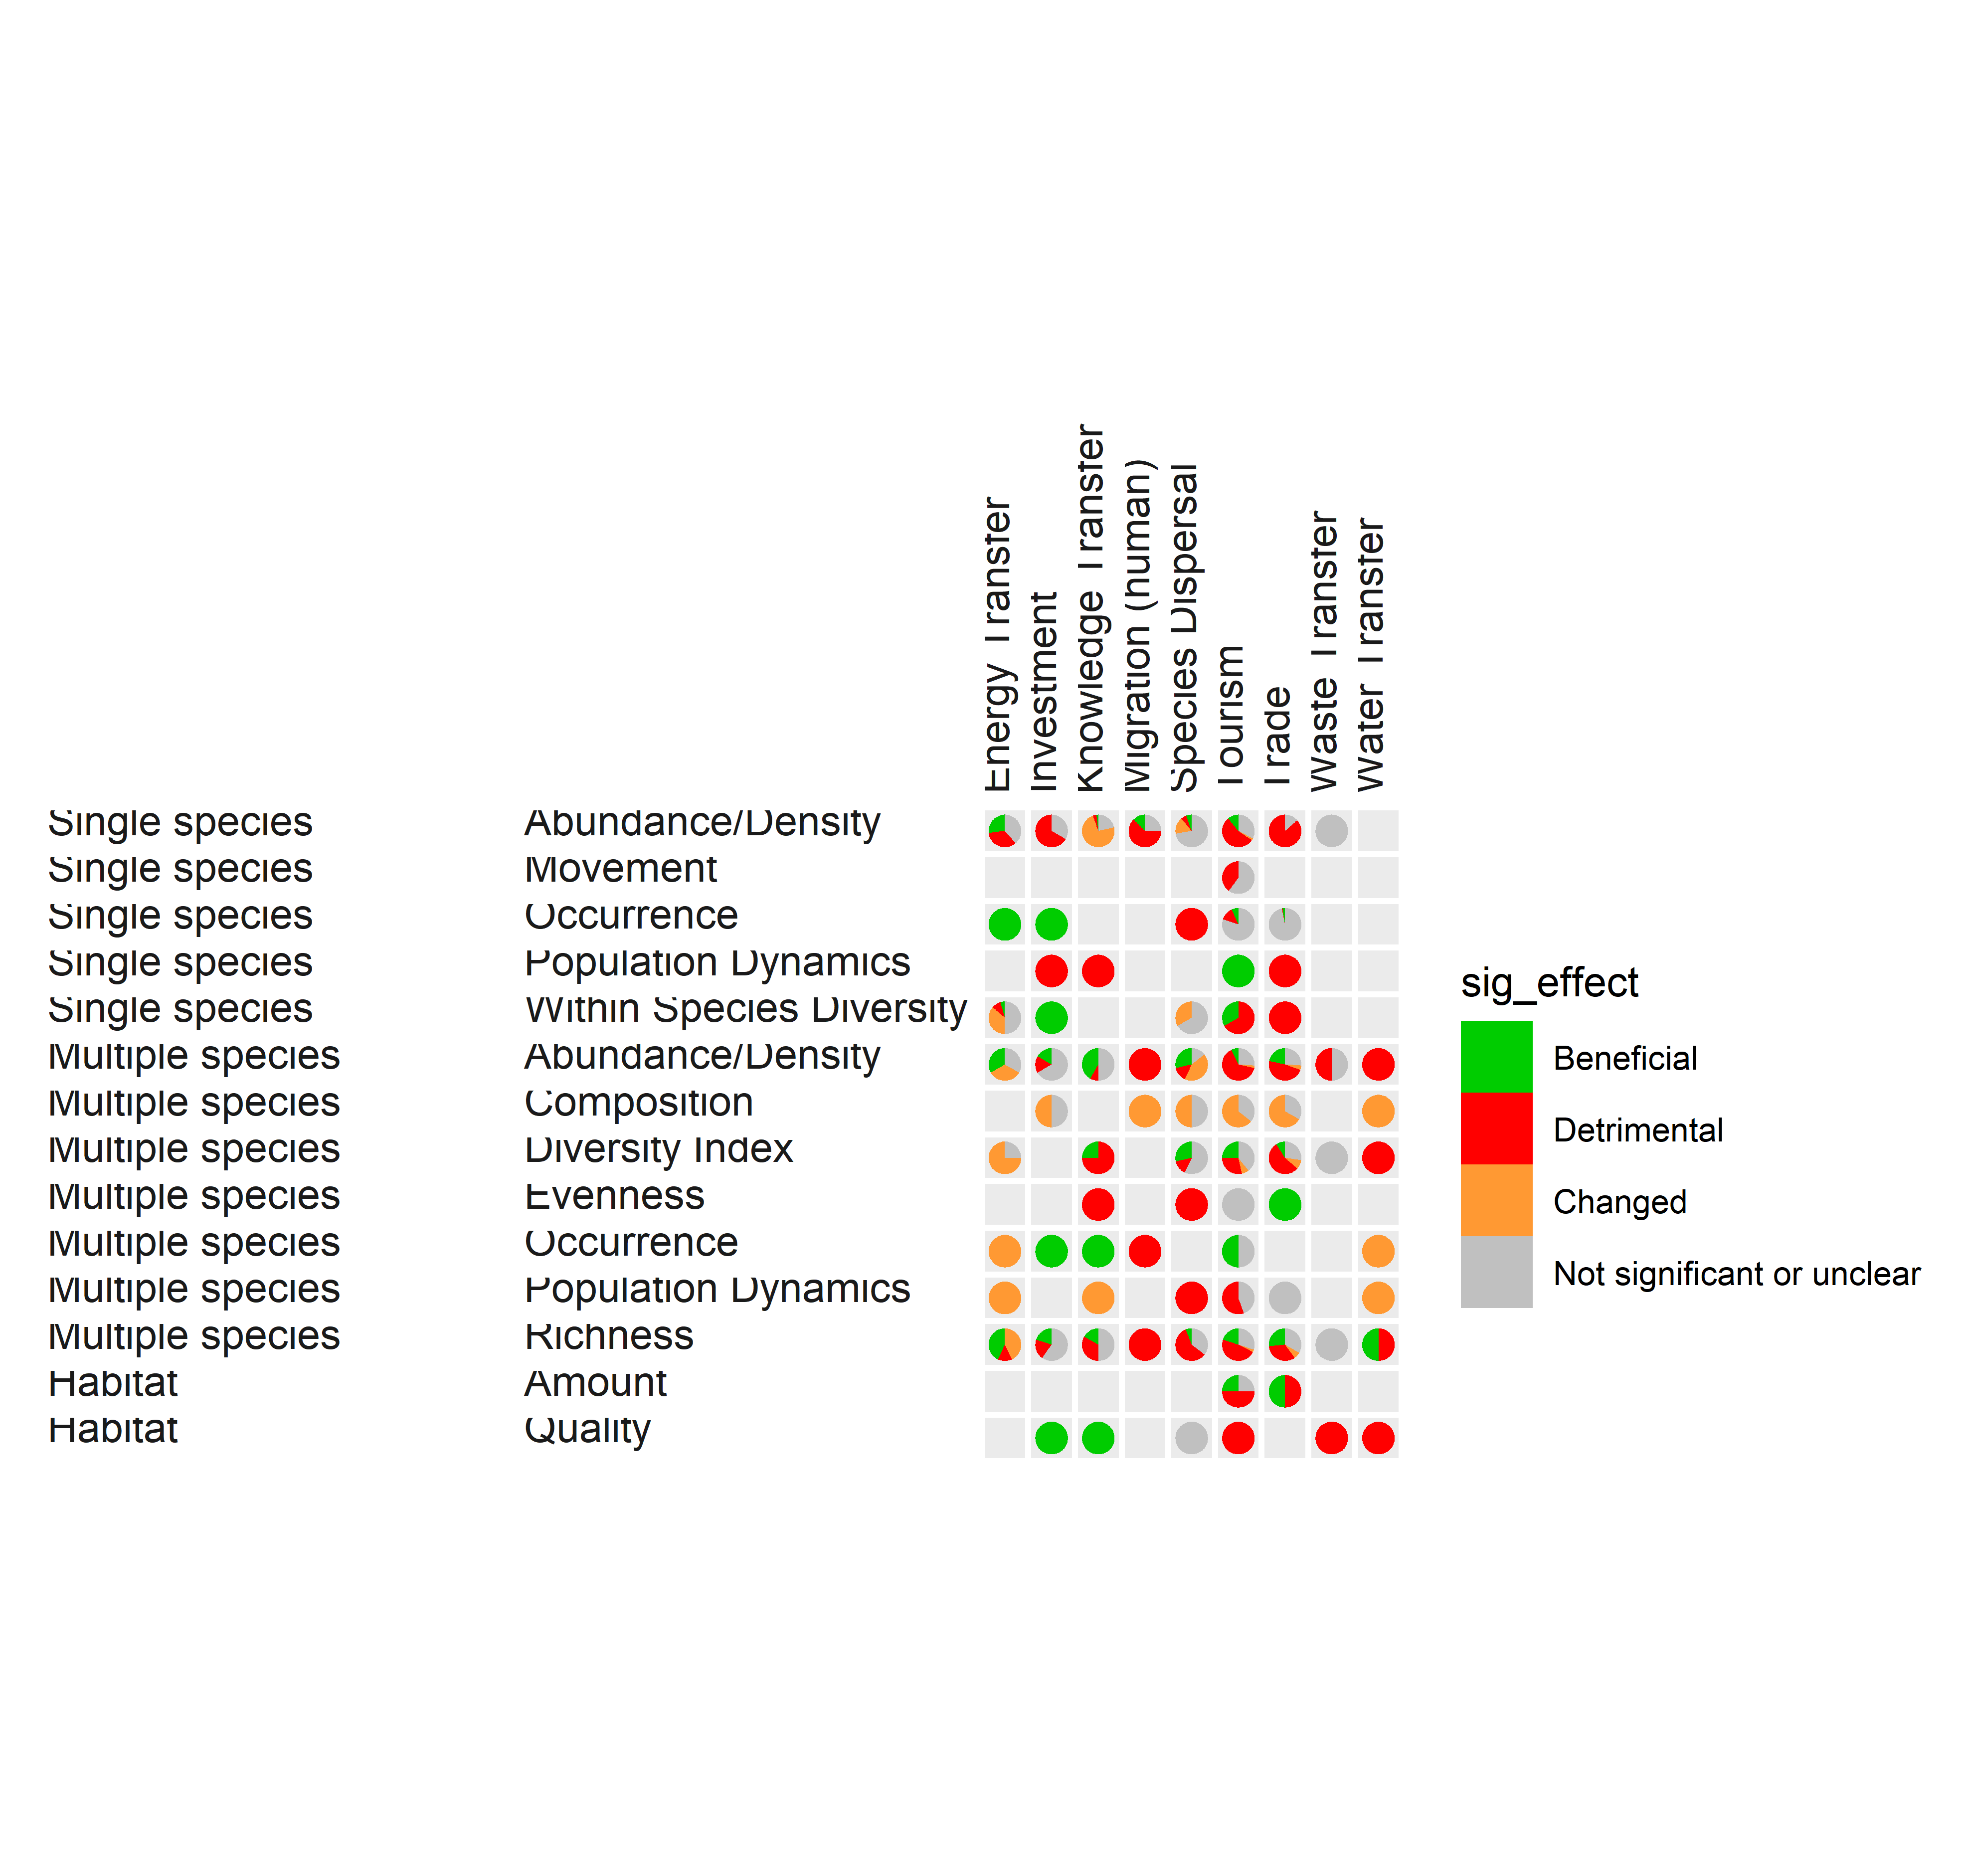 Energy Transfer
Investment
Knowledge Transfer
Migration (human)
Species Dispersal
Tourism
Trade
Waste Transfer
Water Transfer
Single species Abundance/Density
Single species Movement
Single species Occurrence
Single species Population Dynamics
Single species Within Species Diversity
Multiple species Abundance/Density
Multiple species Composition
Multiple species Diversity Index
Multiple species Evenness
Multiple species Occurrence
Multiple species Population Dynamics
Multiple species Richness
Habitat Amount
Habitat Quality
sig_effect
Beneficial
Detrimental
Changed
Not significant or unclear